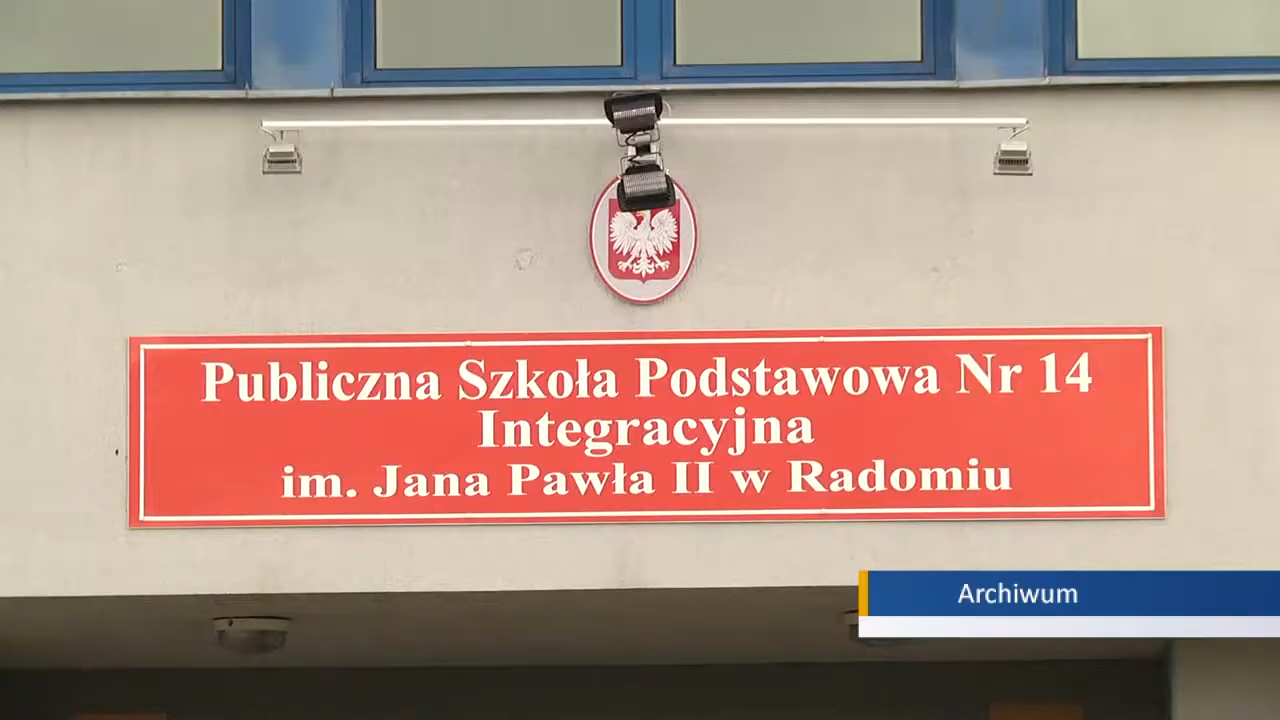 Publiczna Szkoła Podstawowa Nr 14
Integracyjna
im. Jana Pawła II w Radomiu
Archiwum